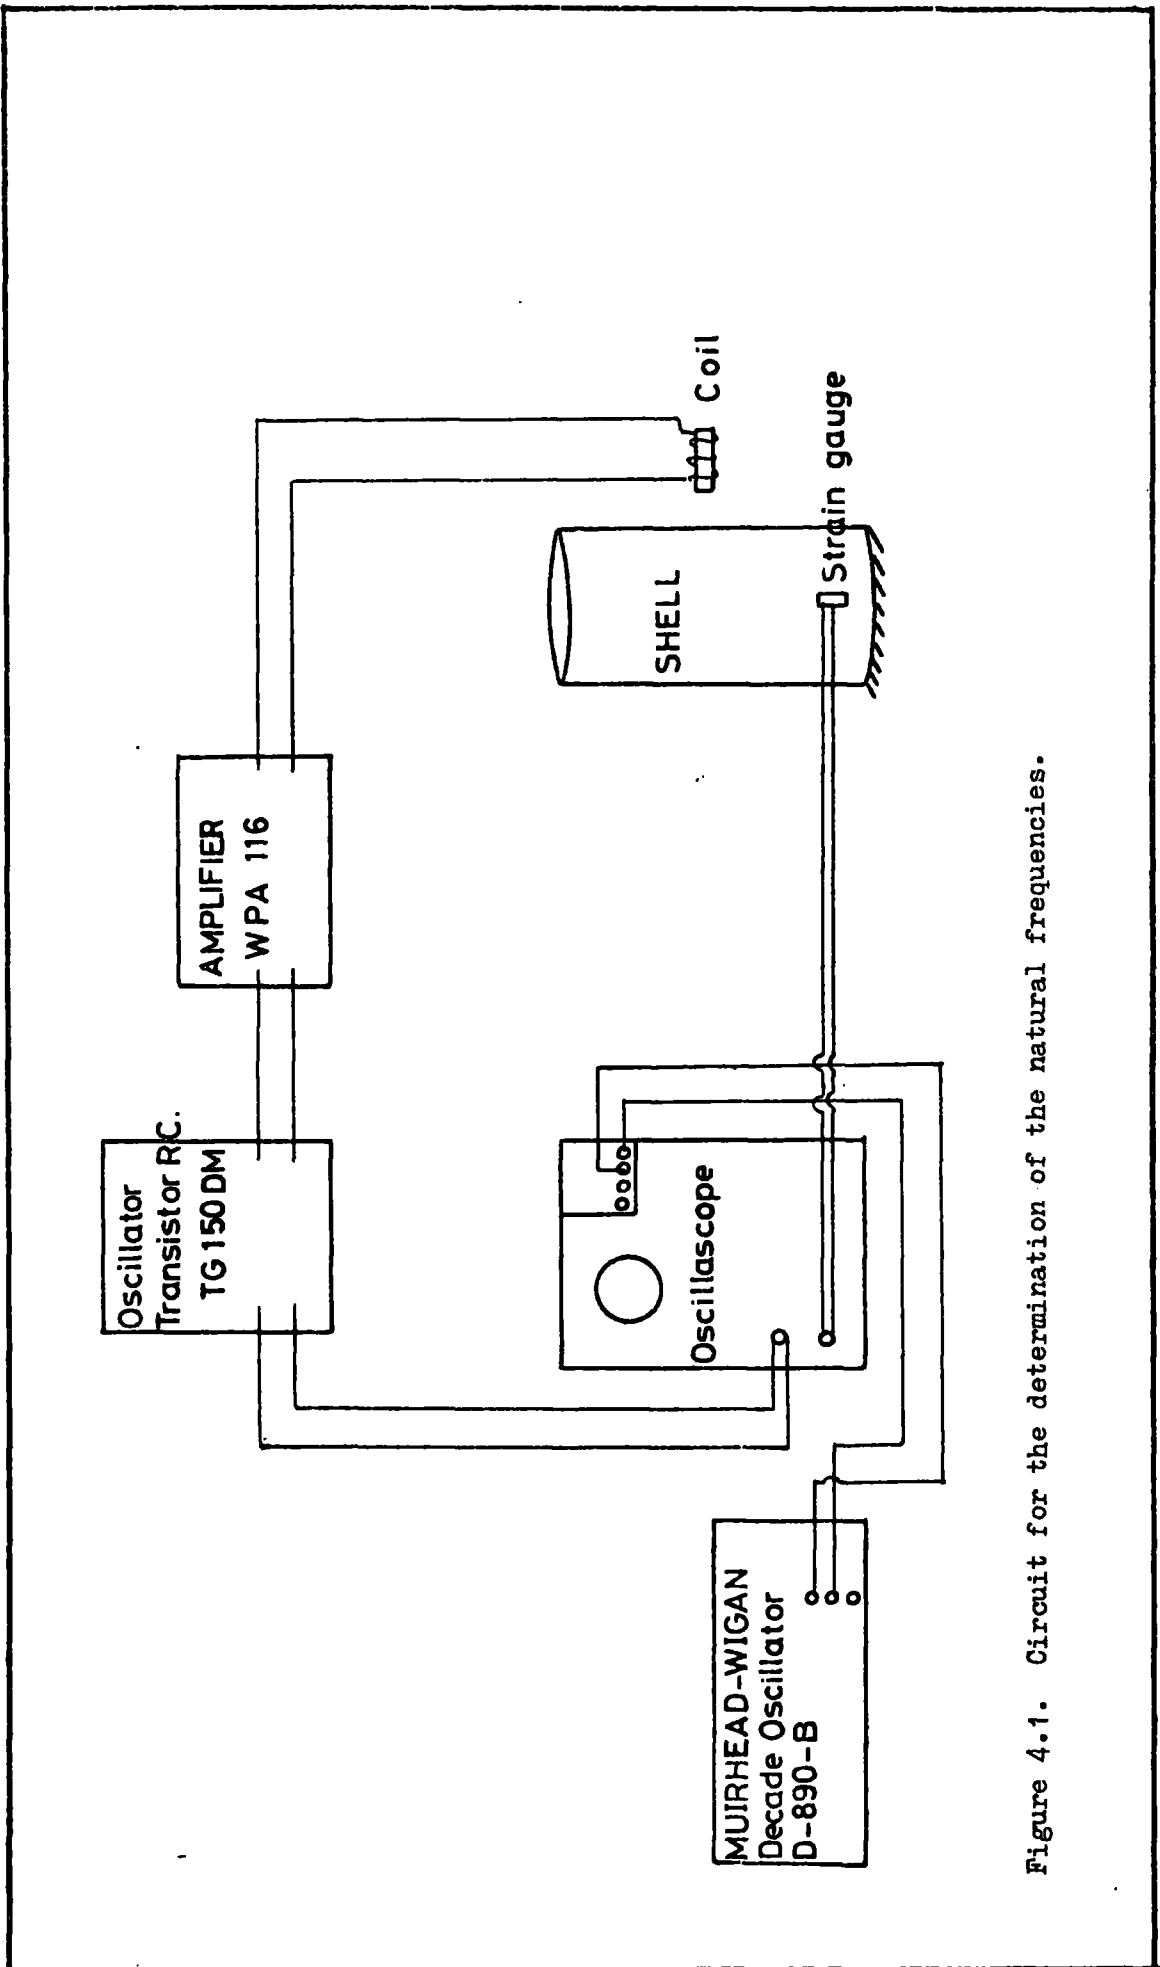 Oscillator
Transistor R.C.
TG 150 DM
AMPLIFIER
WPA 116
Coil
SHELL
Strain gauge
Oscillascope
MUIRHEAD-WIGAN
Decade Oscillator
D-890-B
Figure 4.1. Circuit for the determination of the natural frequencies.